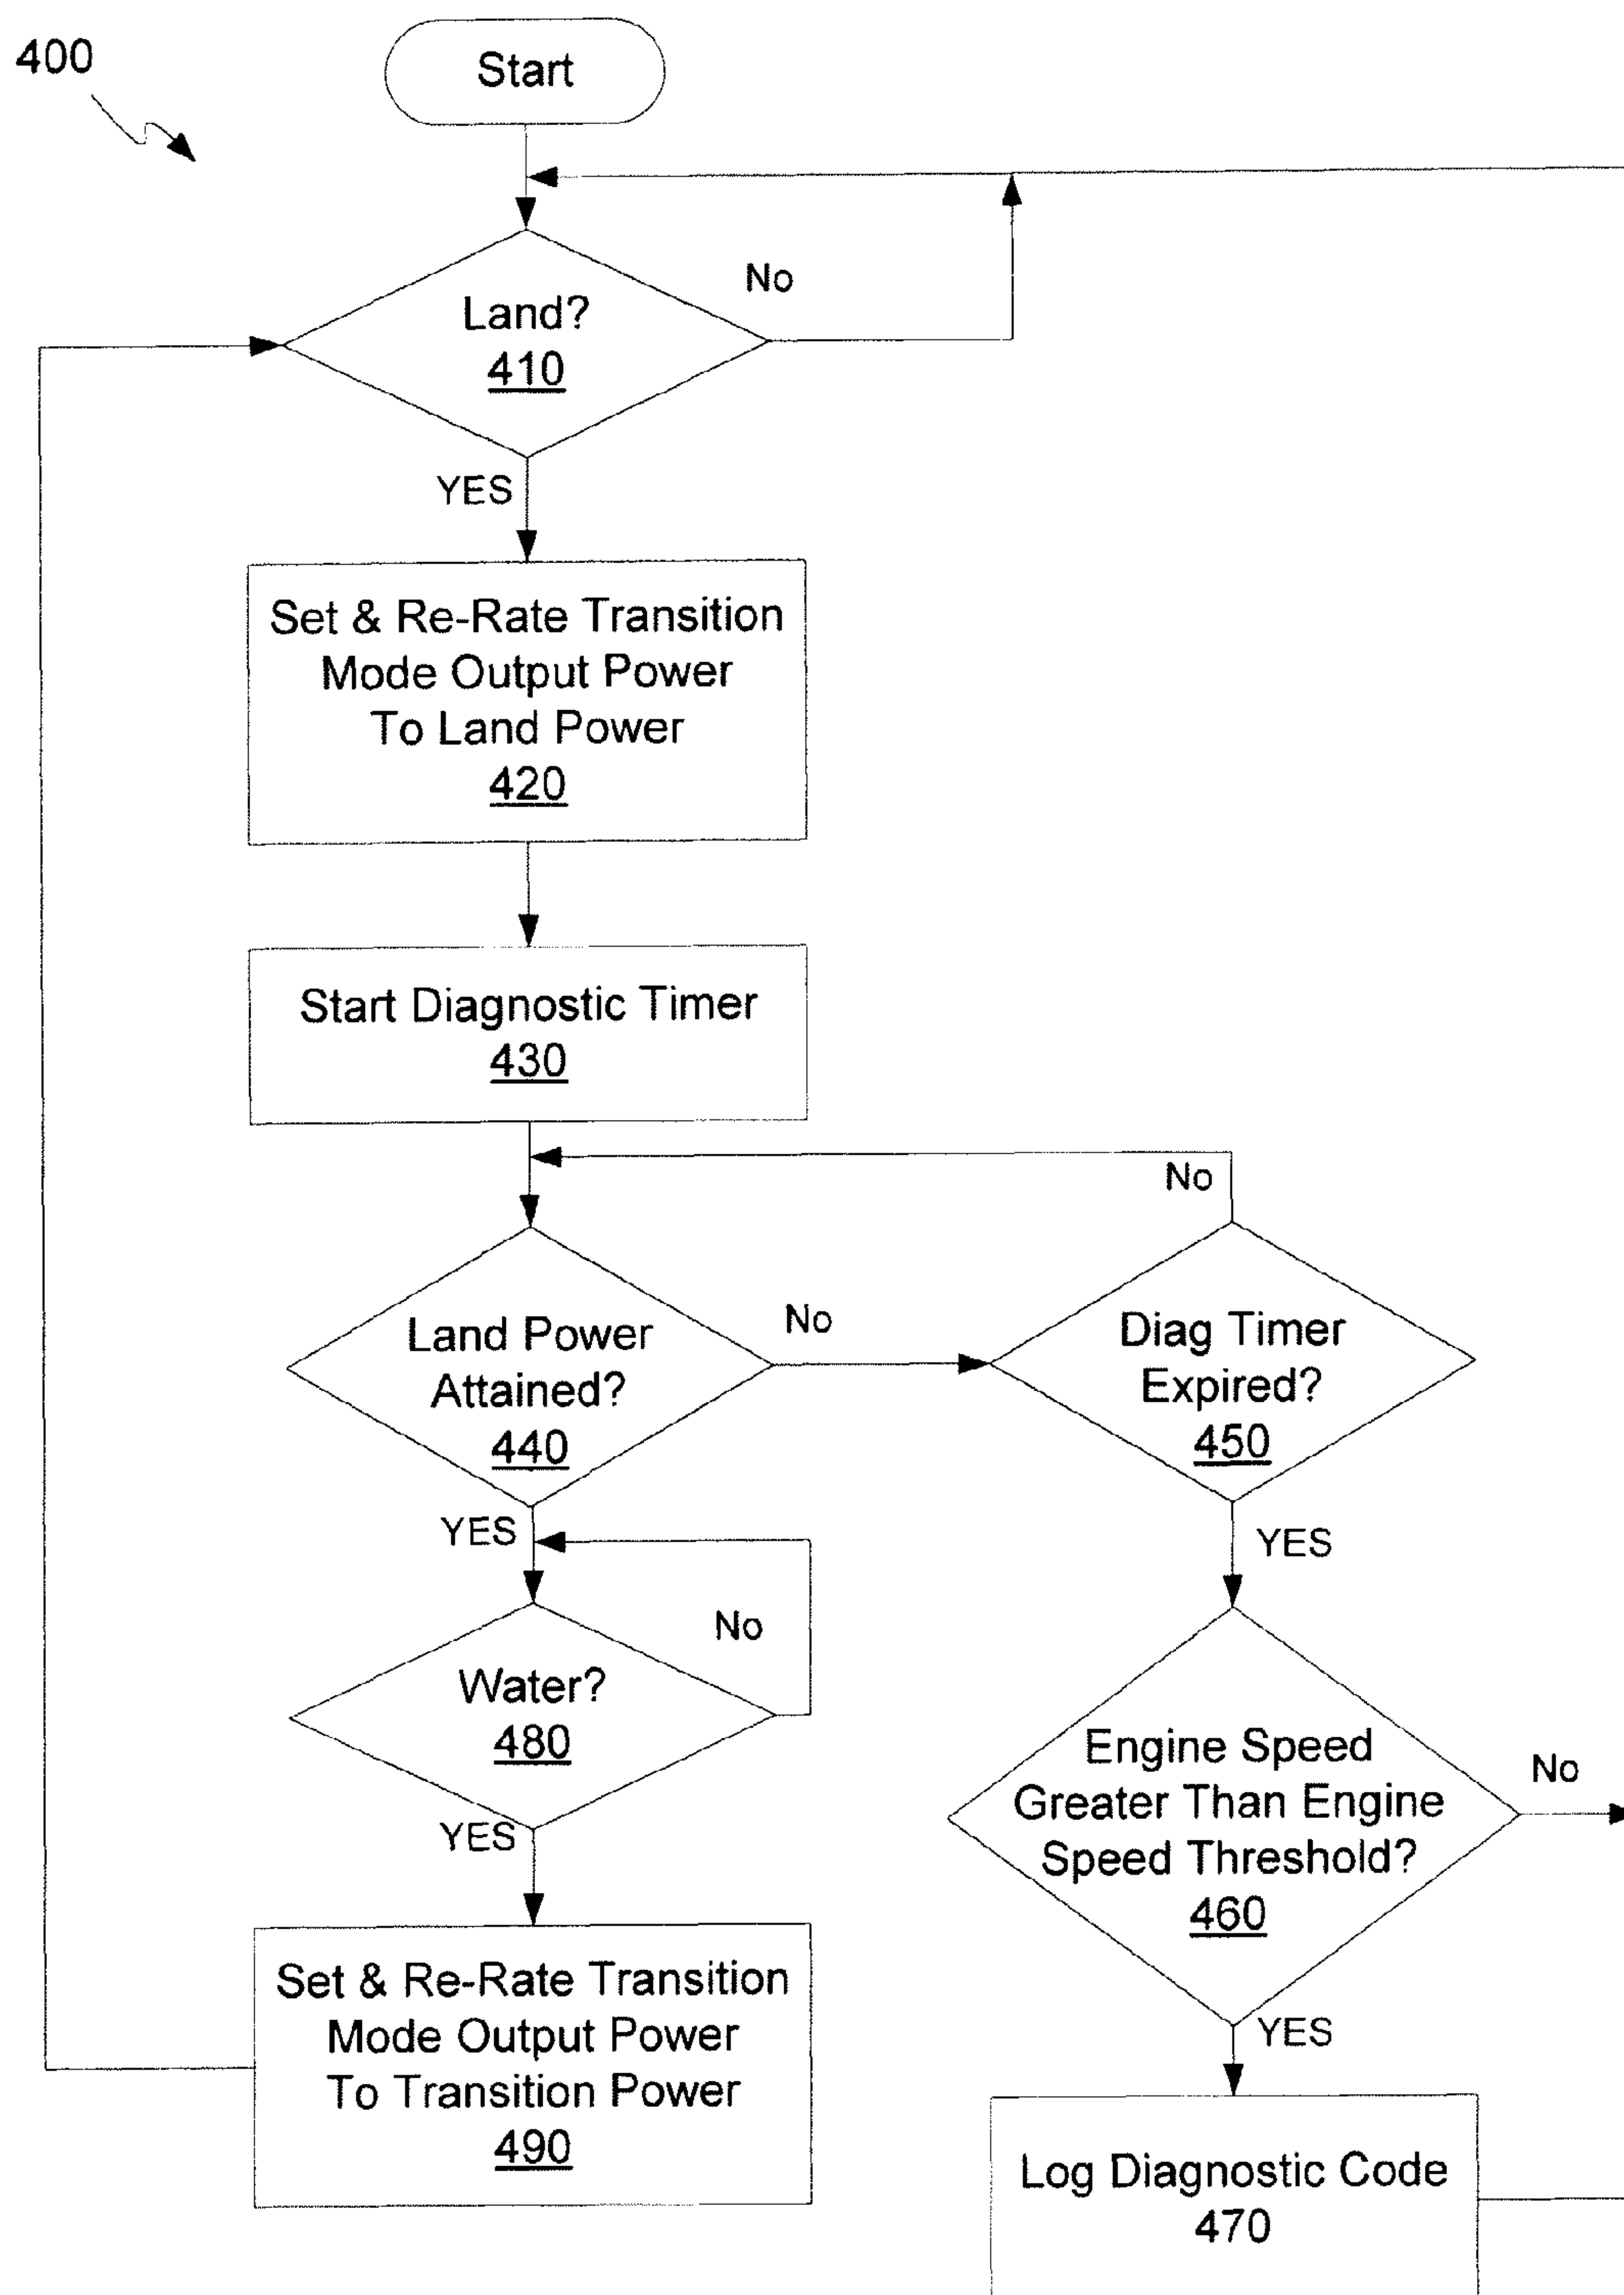 400
Start
Land?
410
No
YES
Set & Re-Rate Transition
Mode Output Power
To Land Power
420
Start Diagnostic Timer
430
No
Land Power
Attained?
440
No
Diag Timer
Expired?
450
YES
YES
Water?
480
No
YES
Engine Speed
Greater Than Engine
Speed Threshold?
460
No
YES
Set & Re-Rate Transition
Mode Output Power
To Transition Power
490
Log Diagnostic Code
470